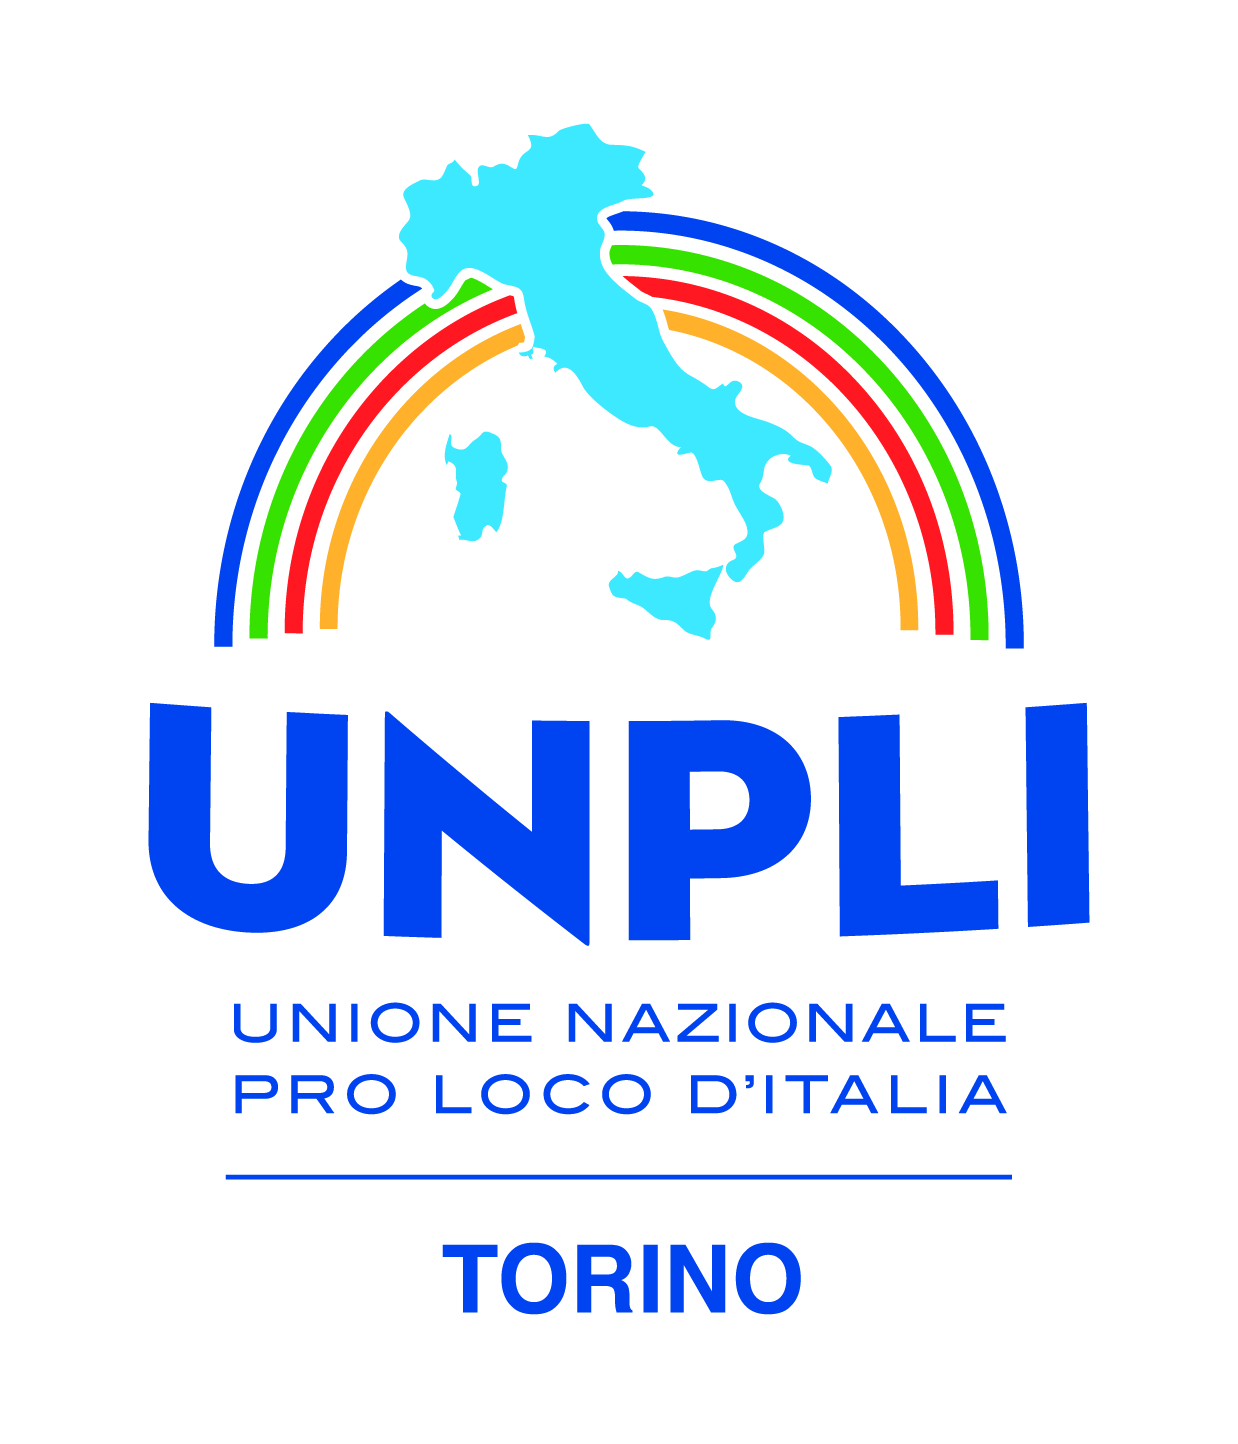 UNPLI
UNIONE NAZIONALE
PRO LOCO D’ITALIA
TORINO